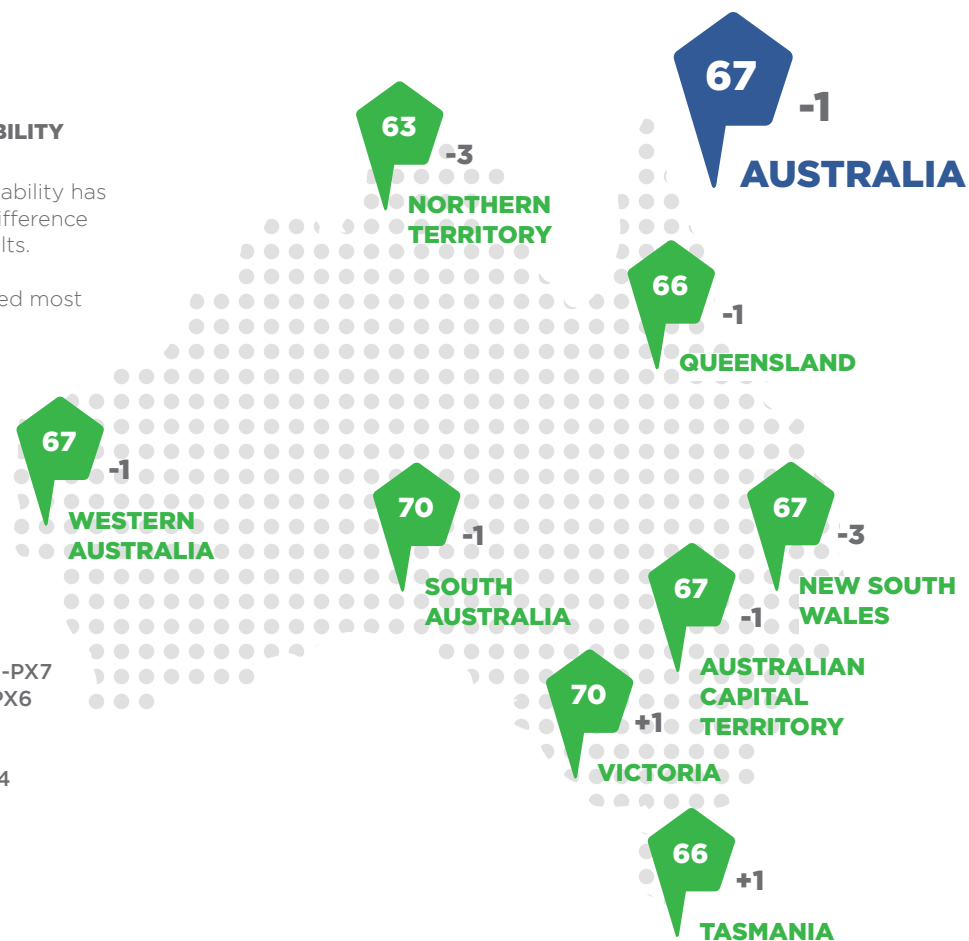 BILITY
ability has
ifference
lts.
ed most
-PX7
PX6
4
67
-1
AUSTRALIA
63
-3
NORTHERN
TERRITORY
66
-1
QUEENSLAND
67
-1
WESTERN
AUSTRALIA
70
-1
SOUTH
AUSTRALIA
67
-3
NEW SOUTH
WALES
67
-1
AUSTRALIAN
CAPITAL
TERRITORY
70
+1
VICTORIA
66
+1
TASMANIA